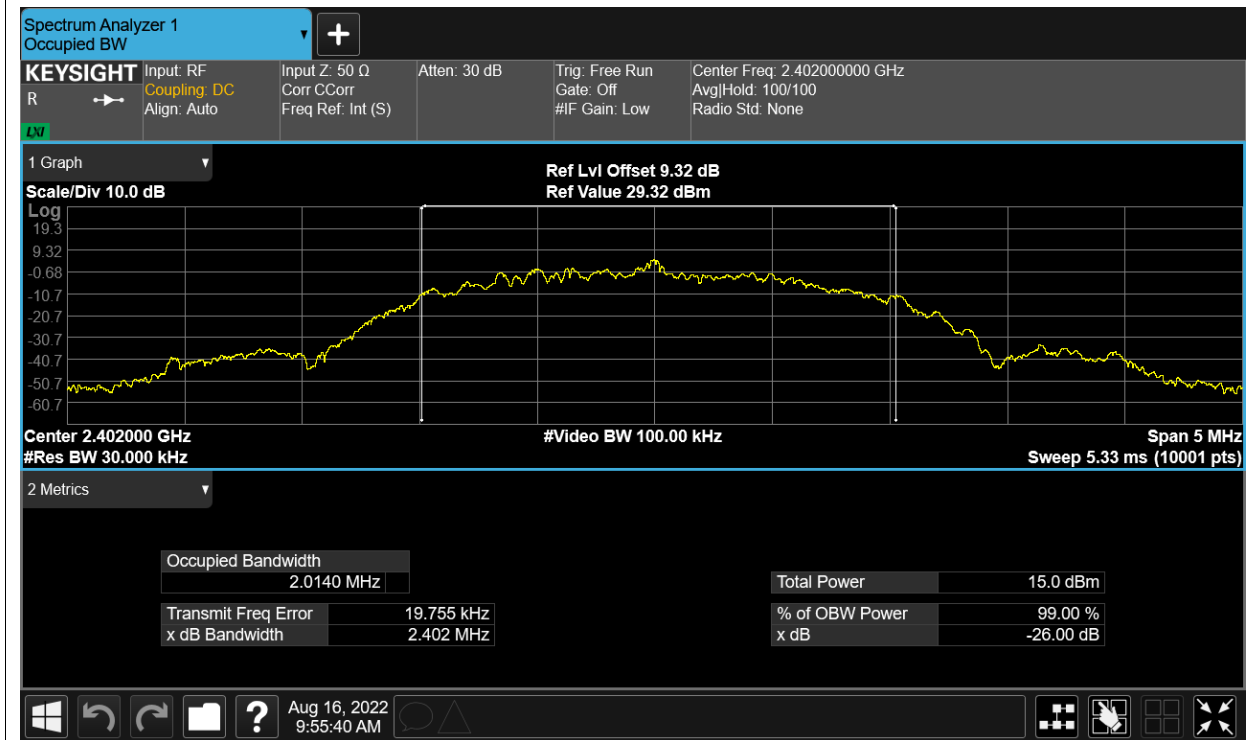 Spectrum Analyzer 1
Occupied BW
KEYSIGHT
R
LXI
Input: RF
Coupling: DC
Align: Auto
Input Z: 50 Ω
Corr CCorr
Freq Ref: Int (S)
Atten: 30 dB
Trig: Free Run
Gate: Off
#IF Gain: Low
Center Freq: 2.402000000 GHz
Avg|Hold: 100/100
Radio Std: None
1 Graph
Scale/Div 10.0 dB
Ref Lvl Offset 9.32 dB
Ref Value 29.32 dBm
Log
19.3
9.32
-0.68
-10.7
-20.7
-30.7
-40.7
-50.7
-60.7
Center 2.402000 GHz
#Video BW 100.00 kHz
Span 5 MHz
#Res BW 30.000 kHz
Sweep 5.33 ms (10001 pts)
2 Metrics
Occupied Bandwidth
2.0140 MHz
Total Power 15.0 dBm
Transmit Freq Error 19.755 kHz
% of OBW Power 99.00 %
x dB Bandwidth 2.402 MHz
x dB -26.00 dB
?
Aug 16, 2022
9:55:40 AM